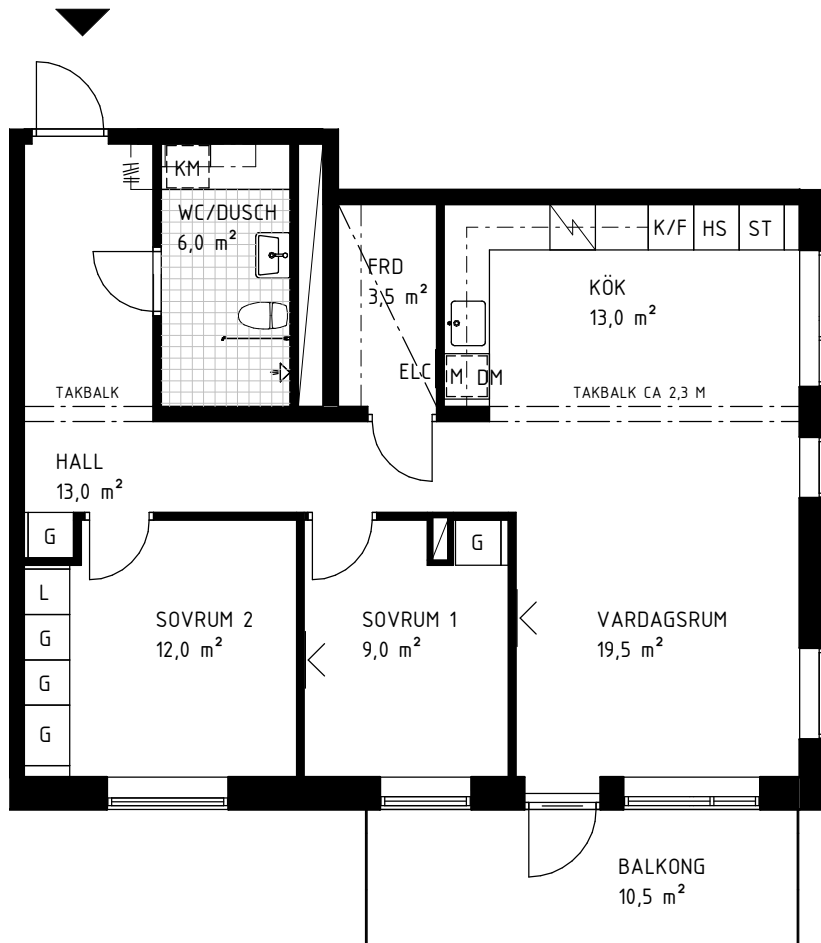 KM
WC/DUSCH
6,0 m²
K/F
HS
ST
FRD
3,5 m²
KÖK
13,0 m²
ELC
M
DM
TAKBALK
TAKBALK CA 2,3 M
HALL
13,0 m²
G
G
L
G
G
G
SOVRUM 2
12,0 m²
SOVRUM 1
9,0 m²
VARDAGSRUM
19,5 m²
BALKONG
10,5 m²